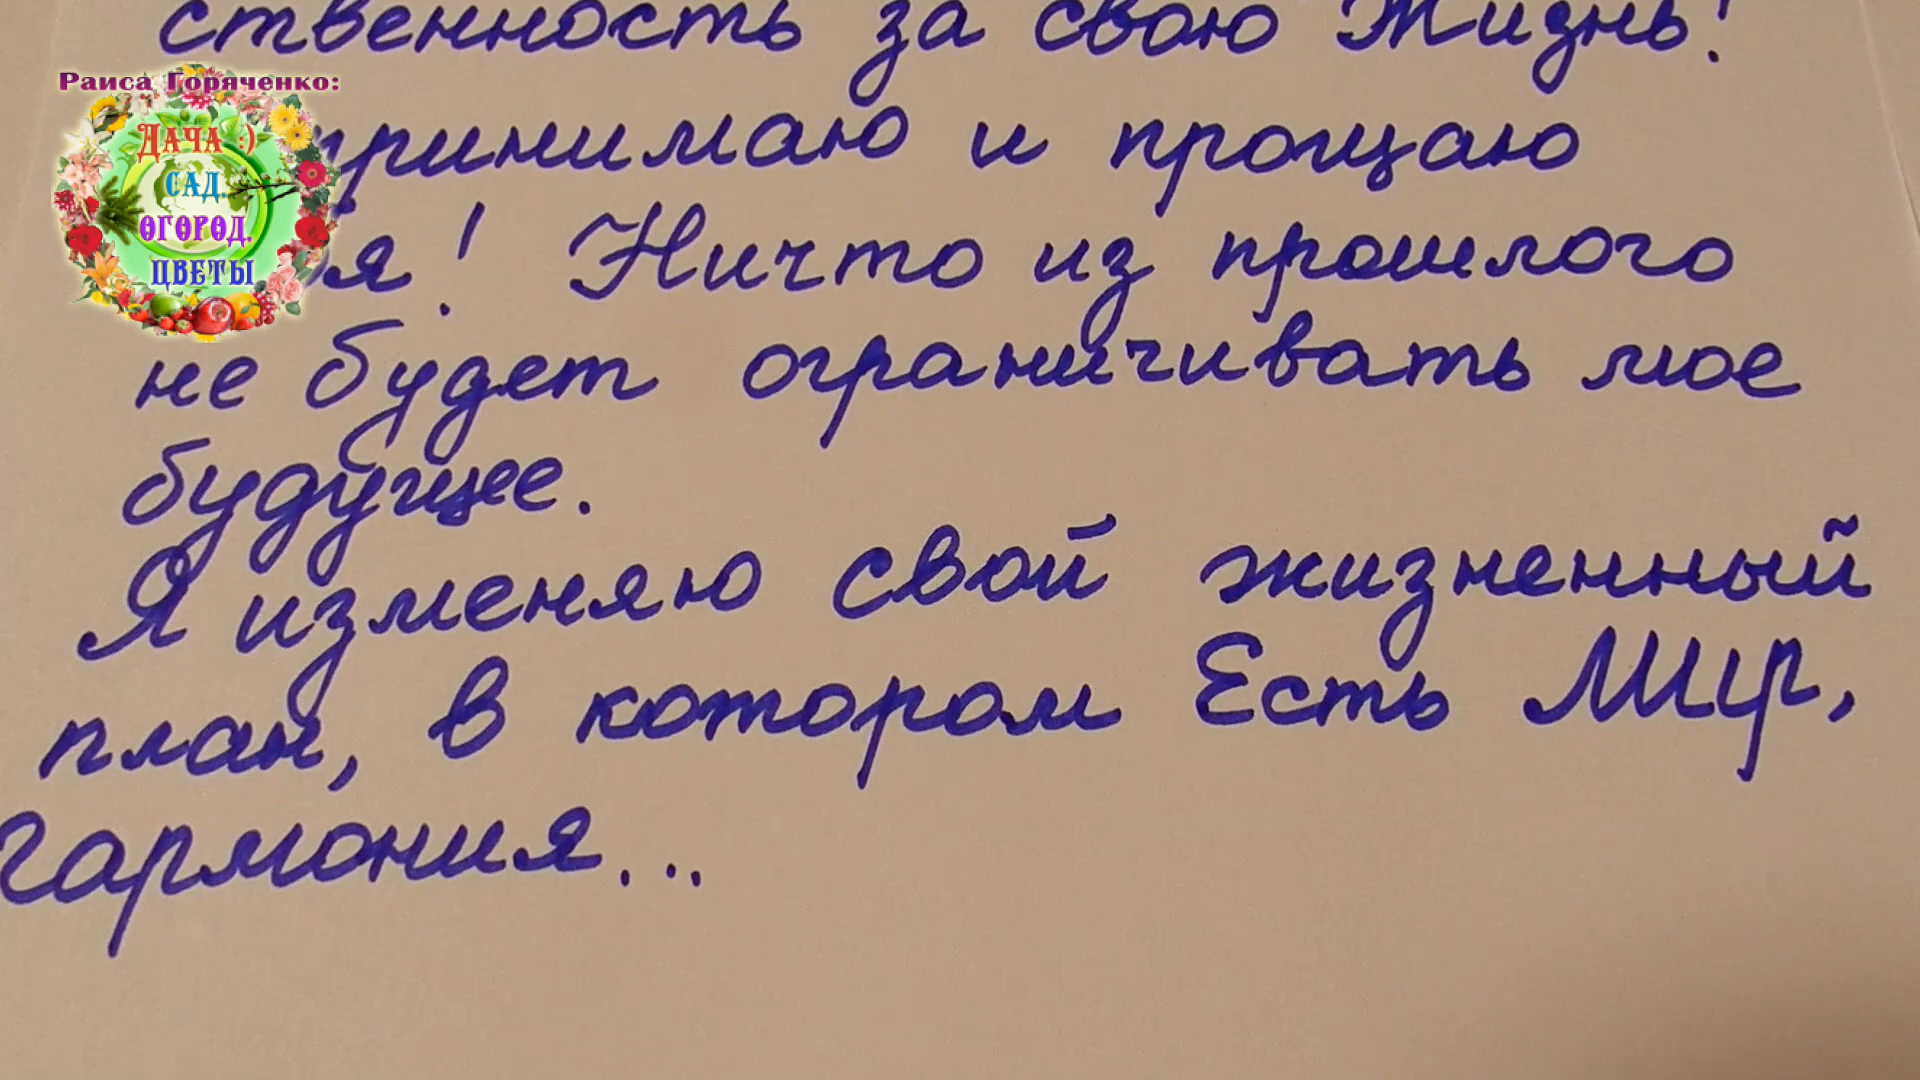 ственность за свою Жизнь!
Раиса Горяченко:
Дача :)
сад.
огород.
цветы
принимаю и прощаю
я! Ничто из прошлого
не будет ограничивать мое
будущее.
Я изменяю свой жизненный
план, в котором Есть МИр,
гармония...